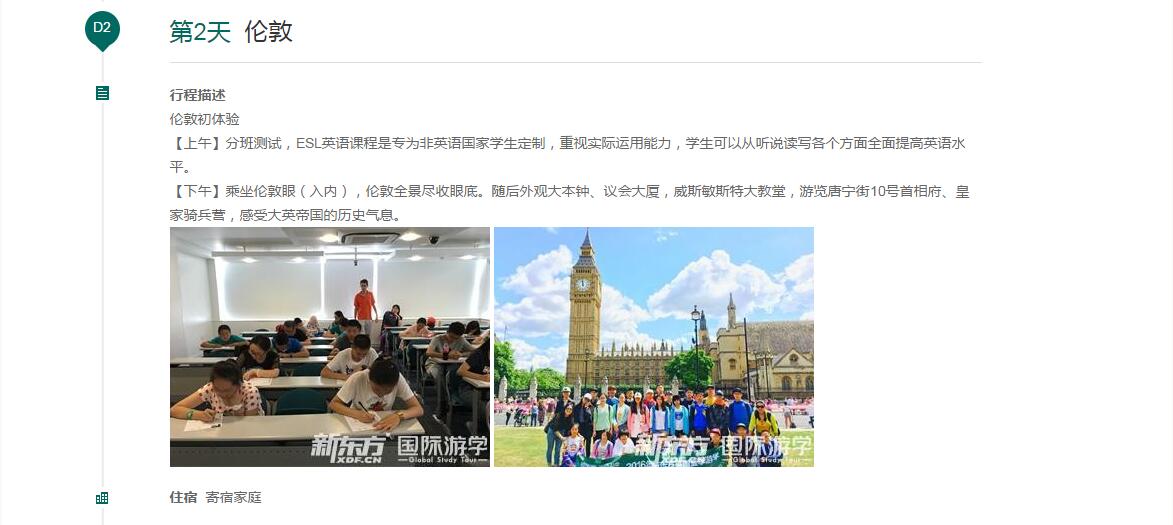 D2
第2天 伦敦
行程描述
伦敦初体验
【上午】分班测试，ESL英语课程是专为非英语国家学生定制，重视实际运用能力，学生可以从听说读写各个方面全面提高英语水
平。
【下午】乘坐伦敦眼（入内），伦敦全景尽收眼底。随后外观大本钟、议会大厦，威斯敏斯特大教堂，游览唐宁街10号首相府、皇
家骑兵营，感受大英帝国的历史气息。
新东方 国际游学
XDF.CN —Global Study Tour—
新东方 国际游学
XDF.CN —Global Study Tour—
2016
住宿 寄宿家庭